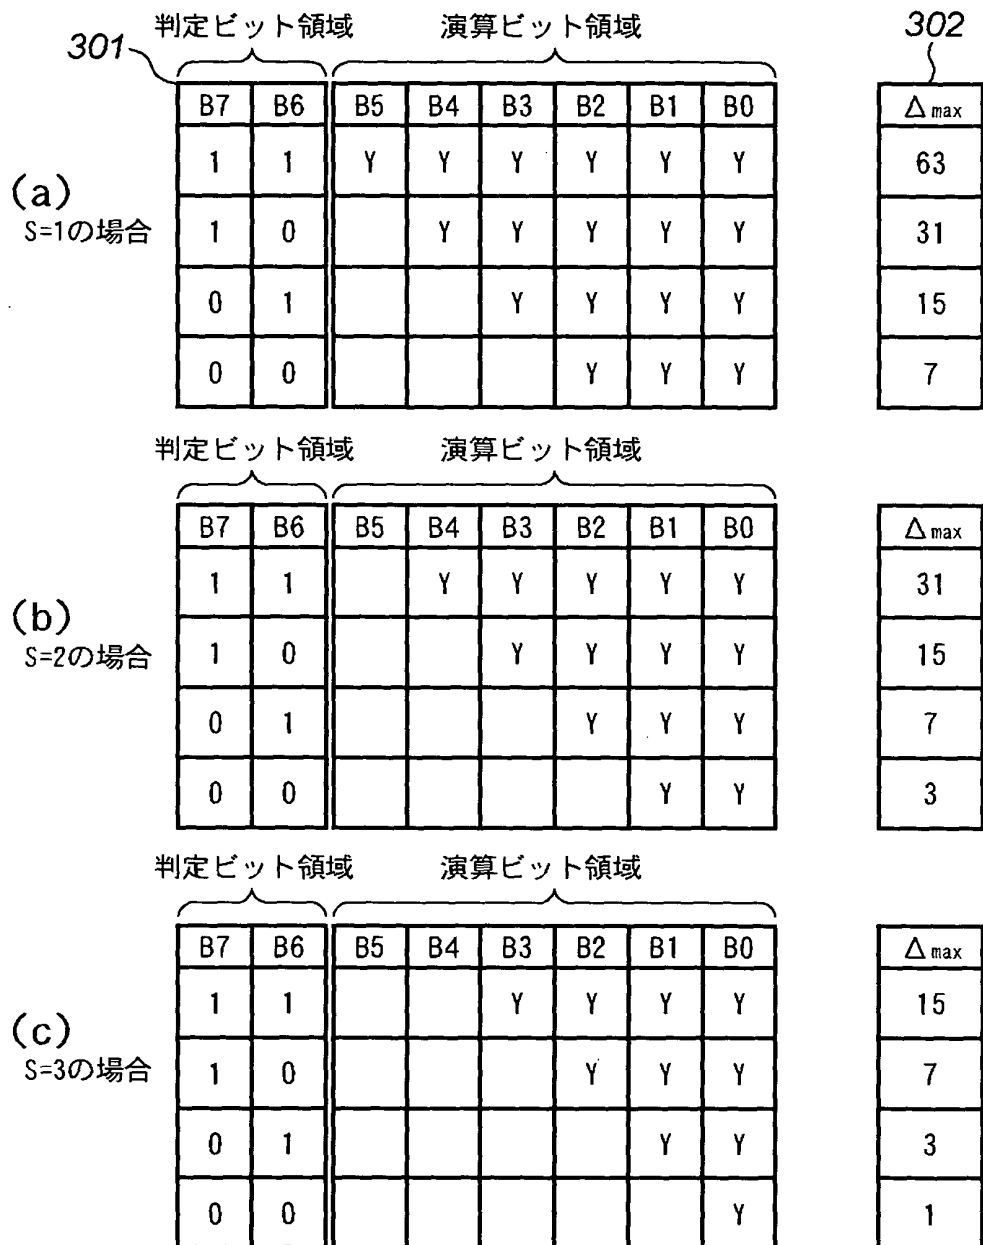 301 判定ビット領域 演算ビット領域 302
B7 B6 B5 B4 B3 B2 B1 B0 Δmax
1 1 Y Y Y Y Y Y 63
(a)
S=1の場合 1 0 Y Y Y Y Y 31
0 1 Y Y Y Y 15
0 0 Y Y Y 7
判定ビット領域 演算ビット領域
B7 B6 B5 B4 B3 B2 B1 B0 Δmax
1 1 Y Y Y Y Y 31
(b)
S=2の場合 1 0 Y Y Y Y 15
0 1 Y Y Y 7
0 0 Y Y 3
判定ビット領域 演算ビット領域
B7 B6 B5 B4 B3 B2 B1 B0 Δmax
1 1 Y Y Y Y 15
(c)
S=3の場合 1 0 Y Y Y 7
0 1 Y Y 3
0 0 Y 1